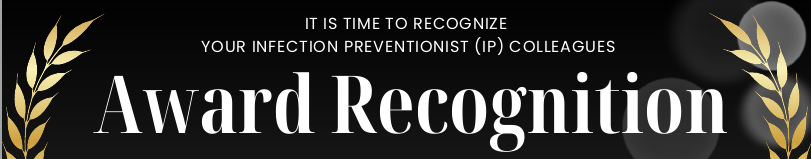 IT IS TIME TO RECOGNIZE
YOUR INFECTION PREVENTIONIST (IP) COLLEAGUES
Award Recognition